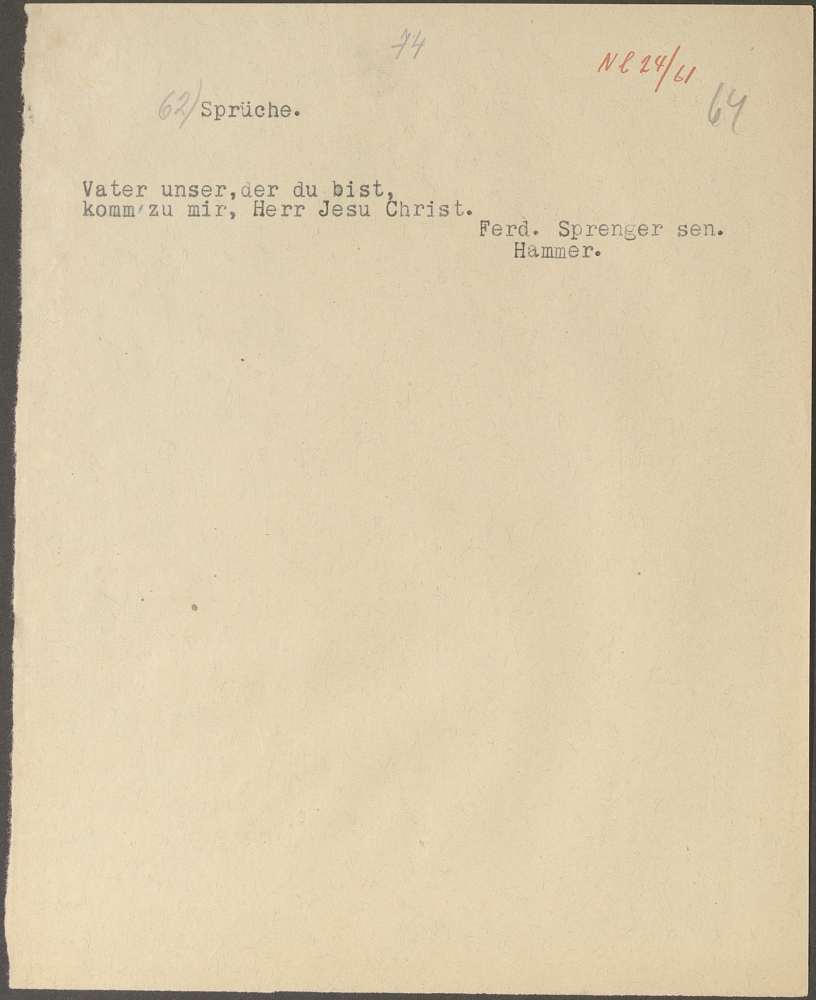 74
Nl 24/61
64
62) Sprüche.
Vater unser, der du bist,
komm' zu mir, Herr Jesu Christ.
Ferd. Sprenger sen.
Hammer.